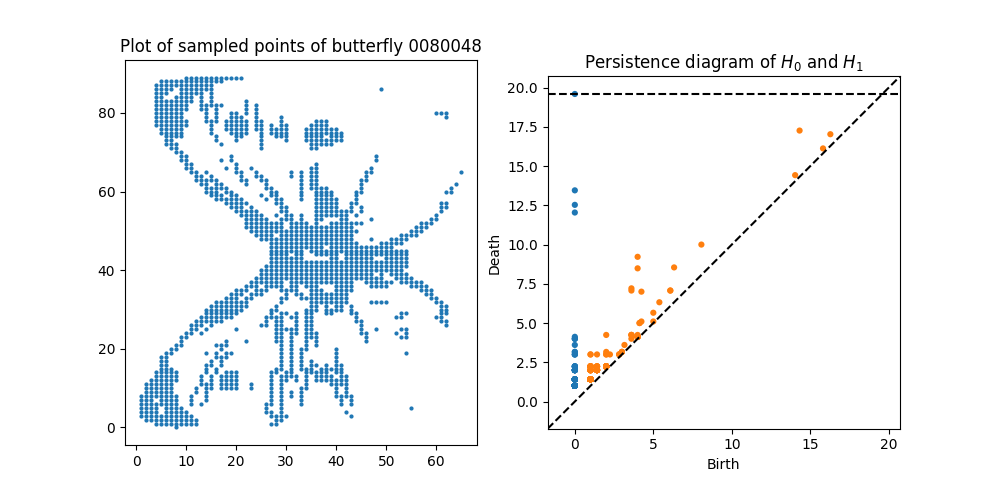 Plot of sampled points of butterfly 0080048
80
60
40
20
0
0 10 20 30 40 50 60
Persistence diagram of H₀ and H₁
20.0
17.5
15.0
12.5
10.0
7.5
5.0
2.5
0.0
Death
0 5 10 15 20
Birth